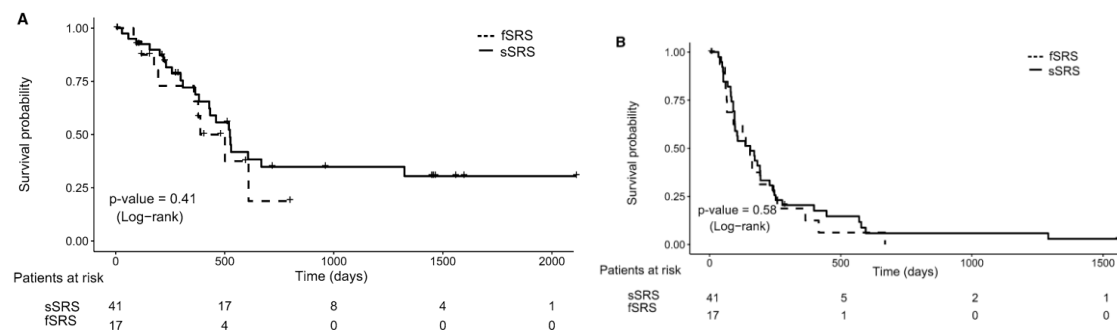 A
fSRS
sSRS
1.00
0.75
0.50
0.25
0.00
Survival probability
p-value = 0.41
(Log-rank)
0 500 1000 1500 2000
Time (days)
Patients at risk
sSRS 41 17 8 4 1
fSRS 17 4 0 0 0
B
fSRS
sSRS
1.00
0.75
0.50
0.25
0.00
Survival probability
p-value = 0.58
(Log-rank)
0 500 1000 1500
Time (days)
Patients at risk
sSRS 41 5 2 1
fSRS 17 1 0 0